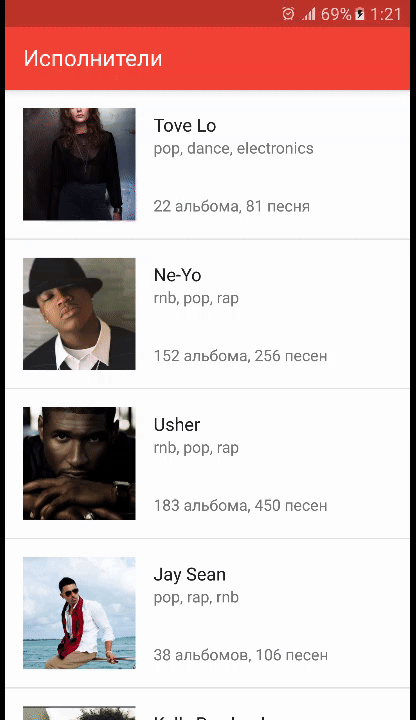 69% 1:21
Исполнители
Tove Lo
pop, dance, electronics
22 альбома, 81 песня
Ne-Yo
rnb, pop, rap
152 альбома, 256 песен
Usher
rnb, pop, rap
183 альбома, 450 песен
Jay Sean
pop, rap, rnb
38 альбомов, 106 песен